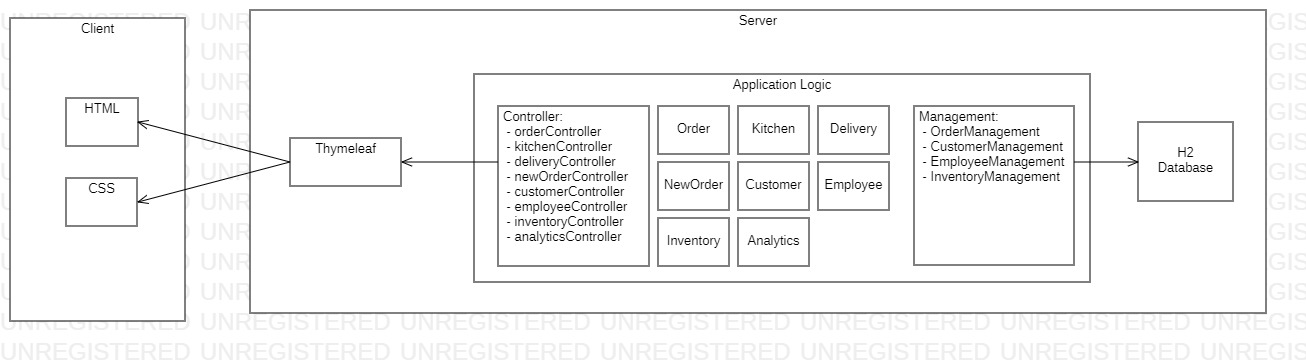 Client
HTML
CSS
Server
Thymeleaf
Application Logic
Controller:
- orderController
- kitchenController
- deliveryController
- newOrderController
- customerController
- employeeController
- inventoryController
- analyticsController
Order
Kitchen
Delivery
NewOrder
Customer
Employee
Inventory
Analytics
Management:
- OrderManagement
- CustomerManagement
- EmployeeManagement
- InventoryManagement
H2
Database
UNREGISTERED UNREGISTERED UNREGISTERED UNREGISTERED UNREGISTERED UNREGISTERED
UNREGISTERED UNREGISTERED UNREGISTERED UNREGISTERED UNREGISTERED UNREGISTERED